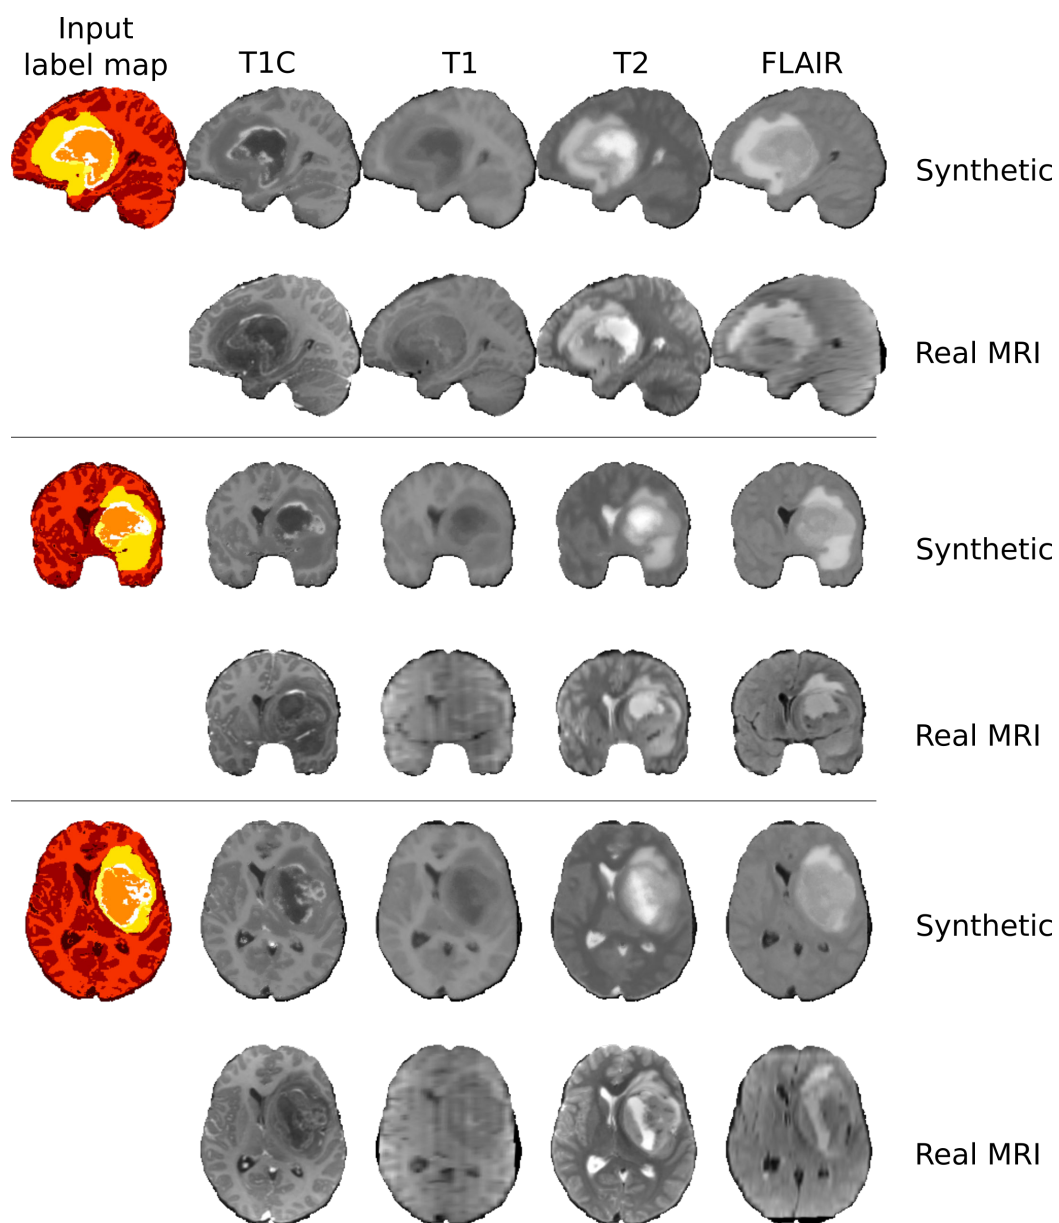 Input
label map
T1C
T1
T2
FLAIR
Synthetic
Real MRI
Synthetic
Real MRI
Synthetic
Real MRI